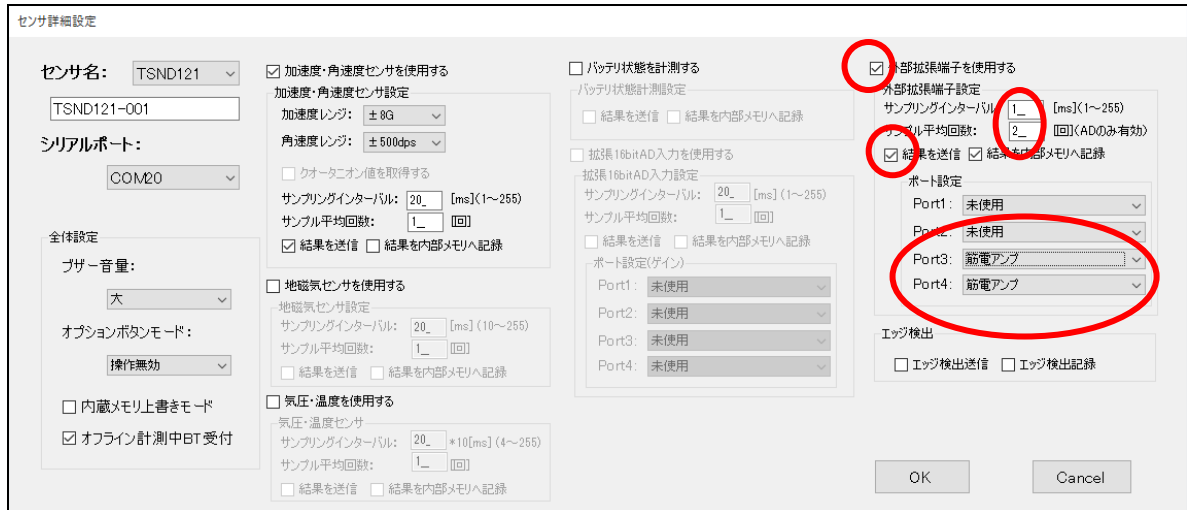 センサ詳細設定
センサ名: TSND121
TSND121-001
シリアルポート:
COM20
全体設定
ブザー音量:
大
オプションボタンモード:
操作無効
内蔵メモリ上書きモード
オフライン計測中BT受付
加速度・角速度センサを使用する
加速度・角速度センサ設定
加速度レンジ: ±8G
角速度レンジ: ±500dps
クオータニオン値を取得する
サンプリングインターバル: 20_ [ms](1~255)
サンプル平均回数: 1__ [回]
結果を送信 結果を内部メモリへ記録
地磁気センサを使用する
地磁気センサ設定
サンプリングインターバル: 20_ [ms](10~255)
サンプル平均回数: 1__ [回]
結果を送信 結果を内部メモリへ記録
気圧・温度を使用する
気圧・温度センサ
サンプリングインターバル: 20_ *10[ms](4~255)
サンプル平均回数: 1__ [回]
結果を送信 結果を内部メモリへ記録
バッテリ状態を計測する
バッテリ状態計測設定
結果を送信 結果を内部メモリへ記録
拡張16bitAD入力を使用する
拡張16bitAD入力設定
サンプリングインターバル: 20_ [ms](1~255)
サンプル平均回数: 1__ [回]
結果を送信 結果を内部メモリへ記録
ポート設定(ゲイン)
Port1: 未使用
Port2: 未使用
Port3: 未使用
Port4: 未使用
外部拡張端子を使用する
外部拡張端子設定
サンプリングインターバル: 1__ [ms](1~255)
サンプル平均回数: 2__ [回](ADのみ有効)
結果を送信 結果を内部メモリへ記録
ポート設定
Port1: 未使用
Port2: 未使用
Port3: 筋電アンプ
Port4: 筋電アンプ
エッジ検出
エッジ検出送信 エッジ検出記録
OK Cancel